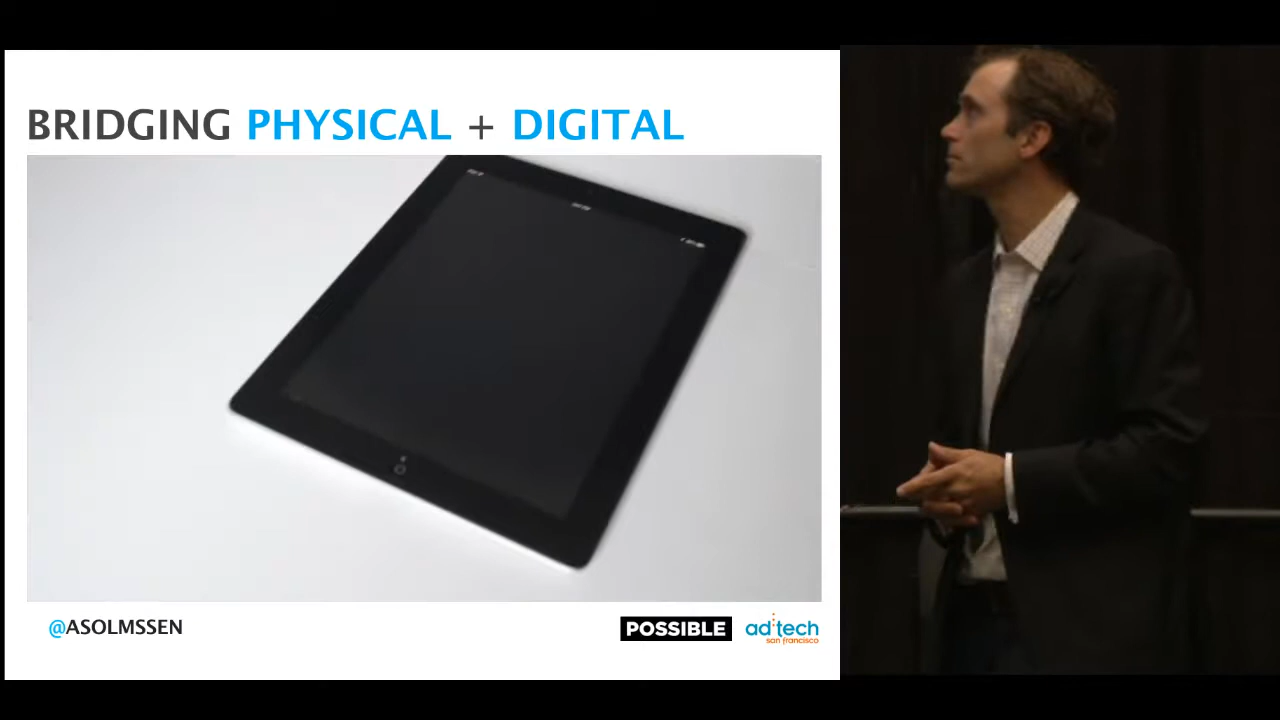 BRIDGING PHYSICAL + DIGITAL
@ASOLMSSEN
POSSIBLE
ad:tech
san francisco